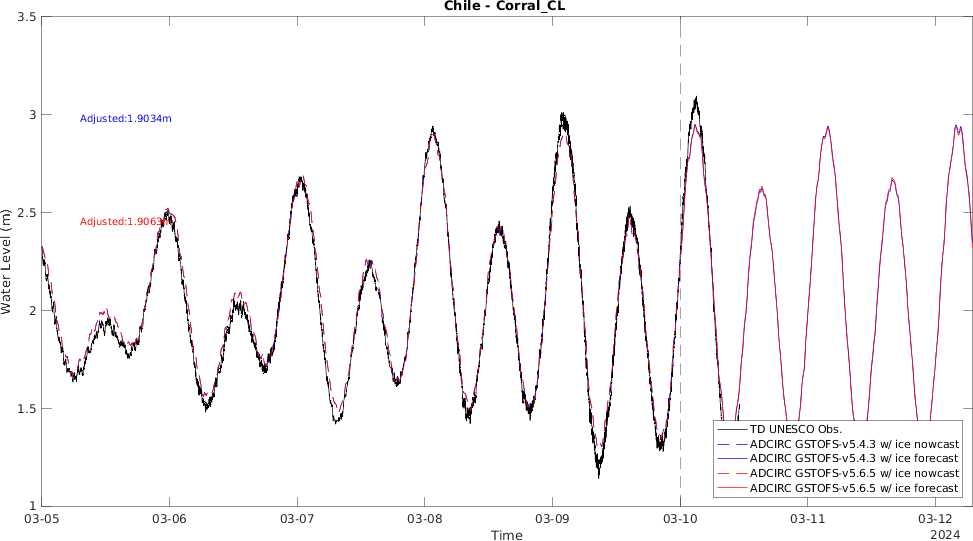 Chile - Corral_CL
3.5
3
2.5
2
1.5
1
Water Level (m)
Adjusted:1.9034m
Adjusted:1.9063m
TD UNESCO Obs.
ADCIRC GSTOFS-v5.4.3 w/ ice nowcast
ADCIRC GSTOFS-v5.4.3 w/ ice forecast
ADCIRC GSTOFS-v5.6.5 w/ ice nowcast
ADCIRC GSTOFS-v5.6.5 w/ ice forecast
03-05 03-06 03-07 03-08 03-09 03-10 03-11 03-12
Time
2024